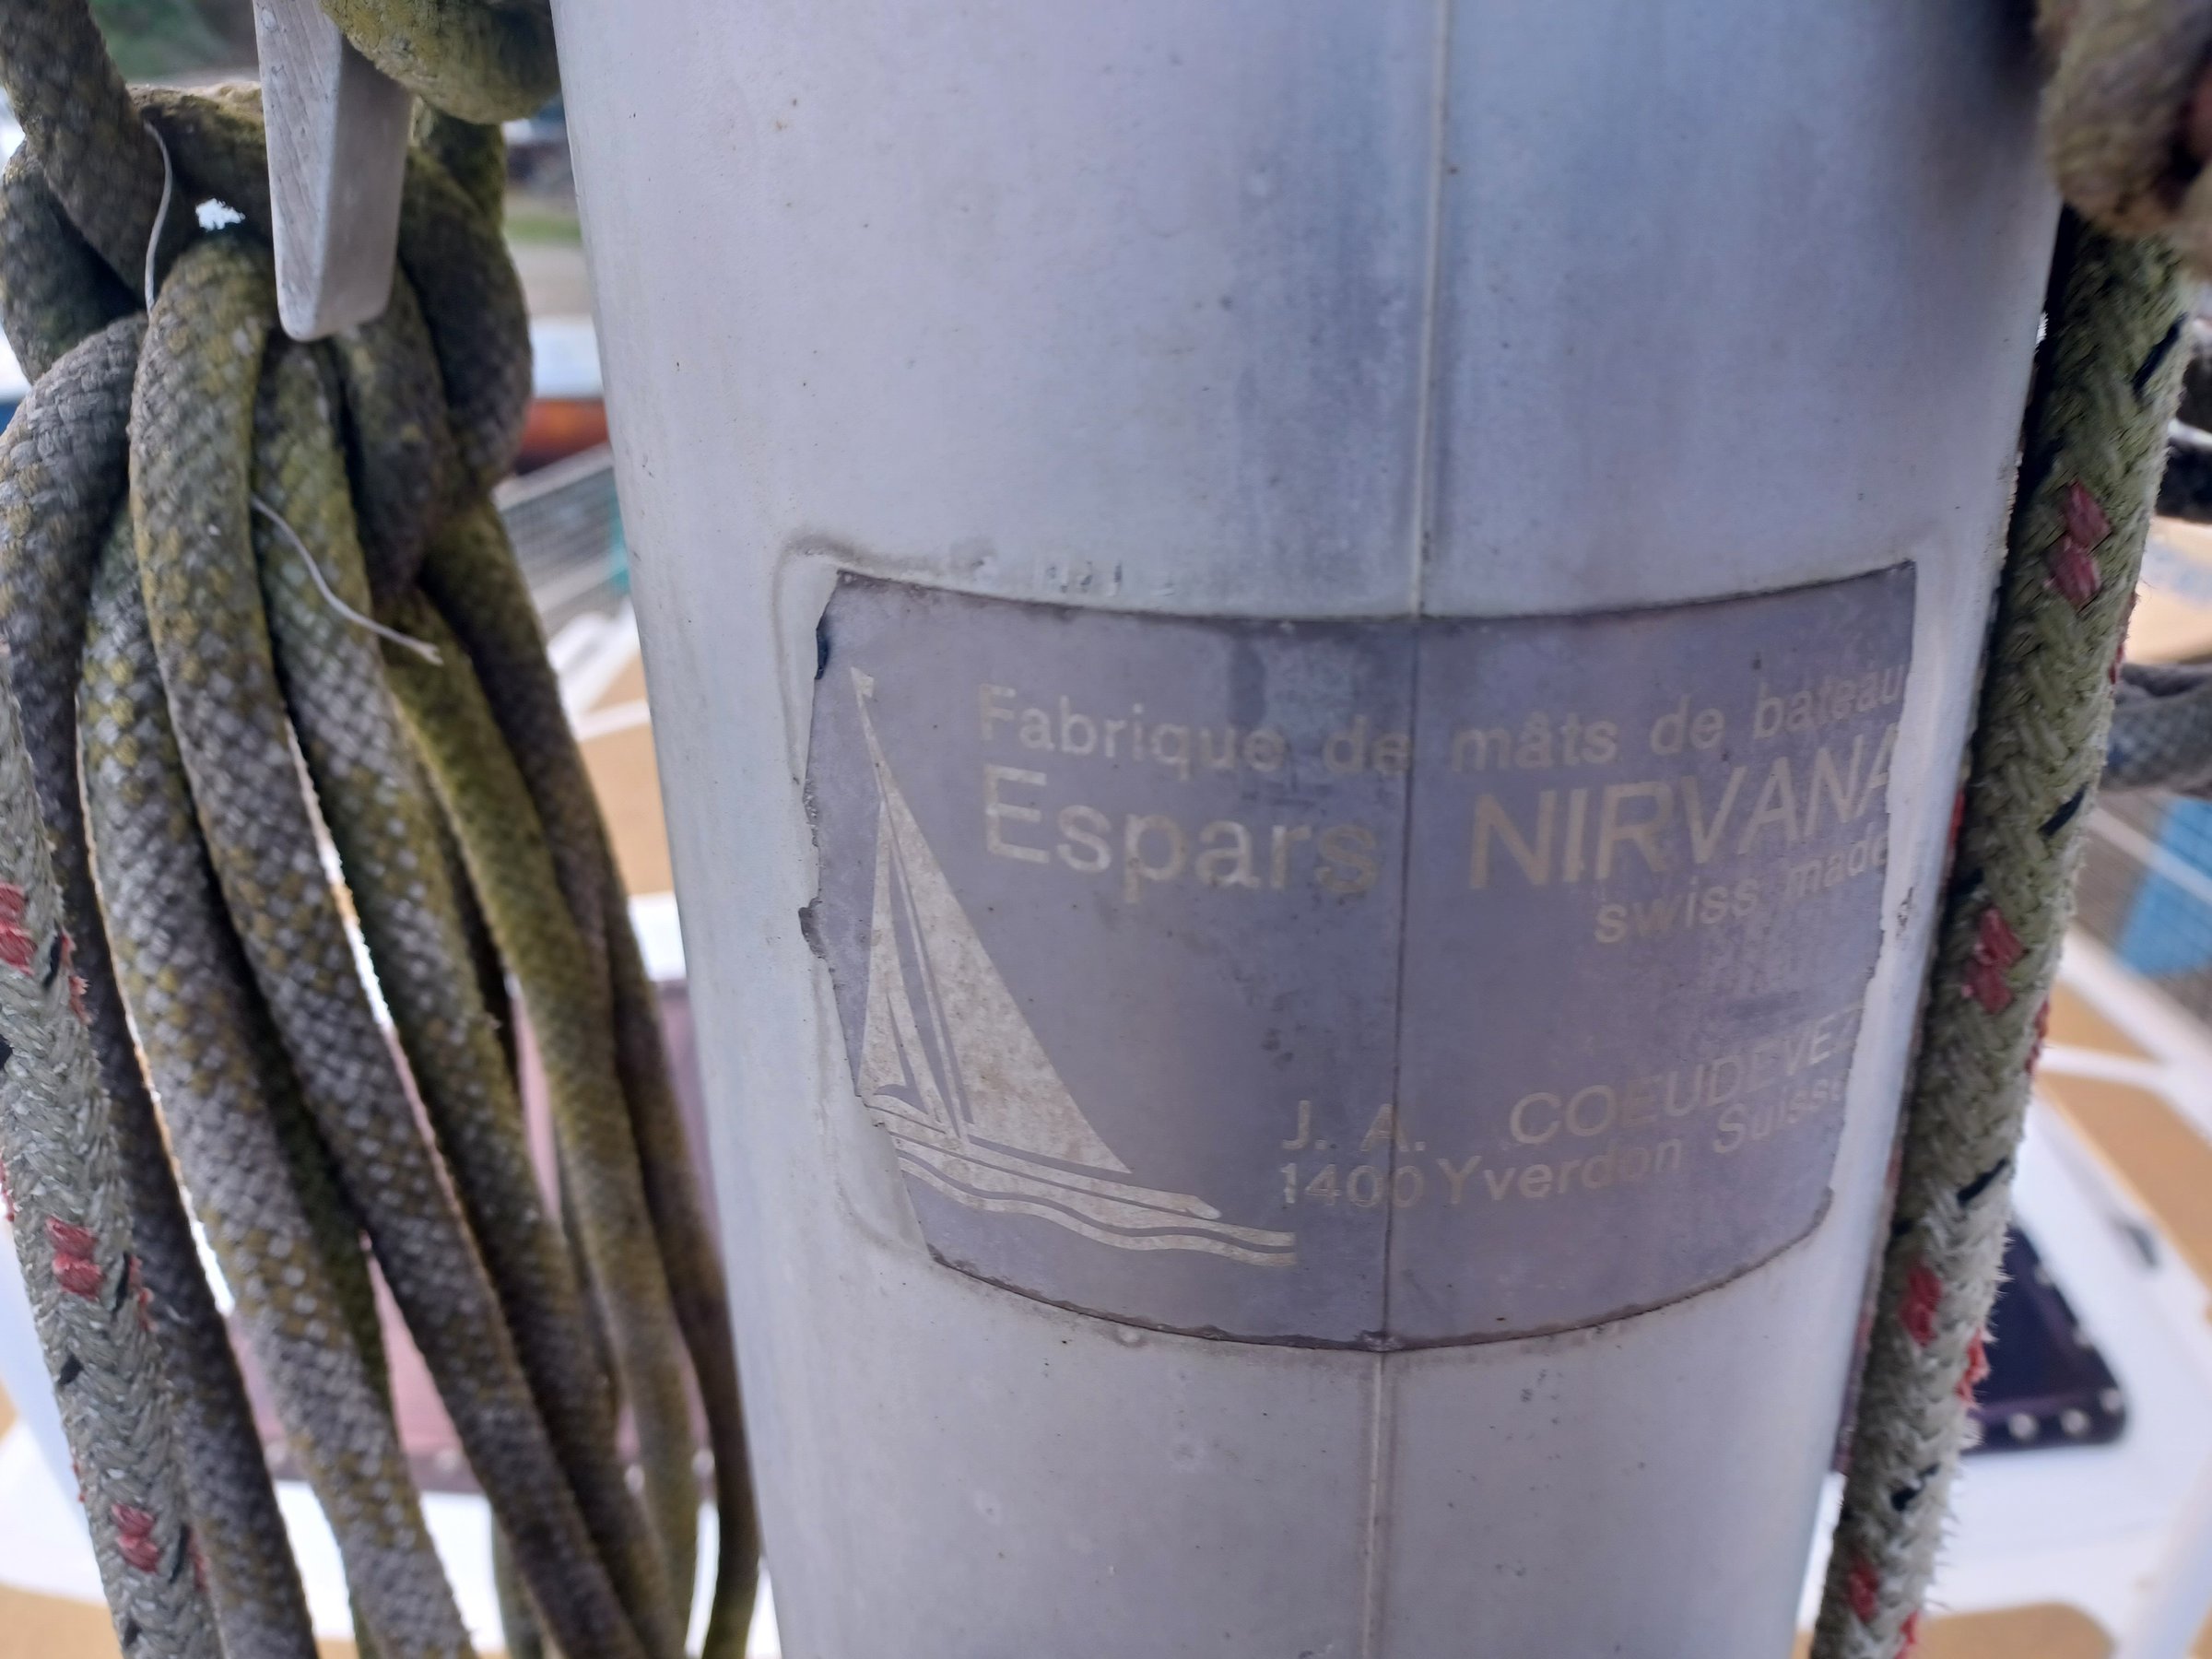 Fabrique de mâts de bateau
Espars NIRVANA
swiss made
J. A. COEUDEVEZ
1400 Yverdon Suisse